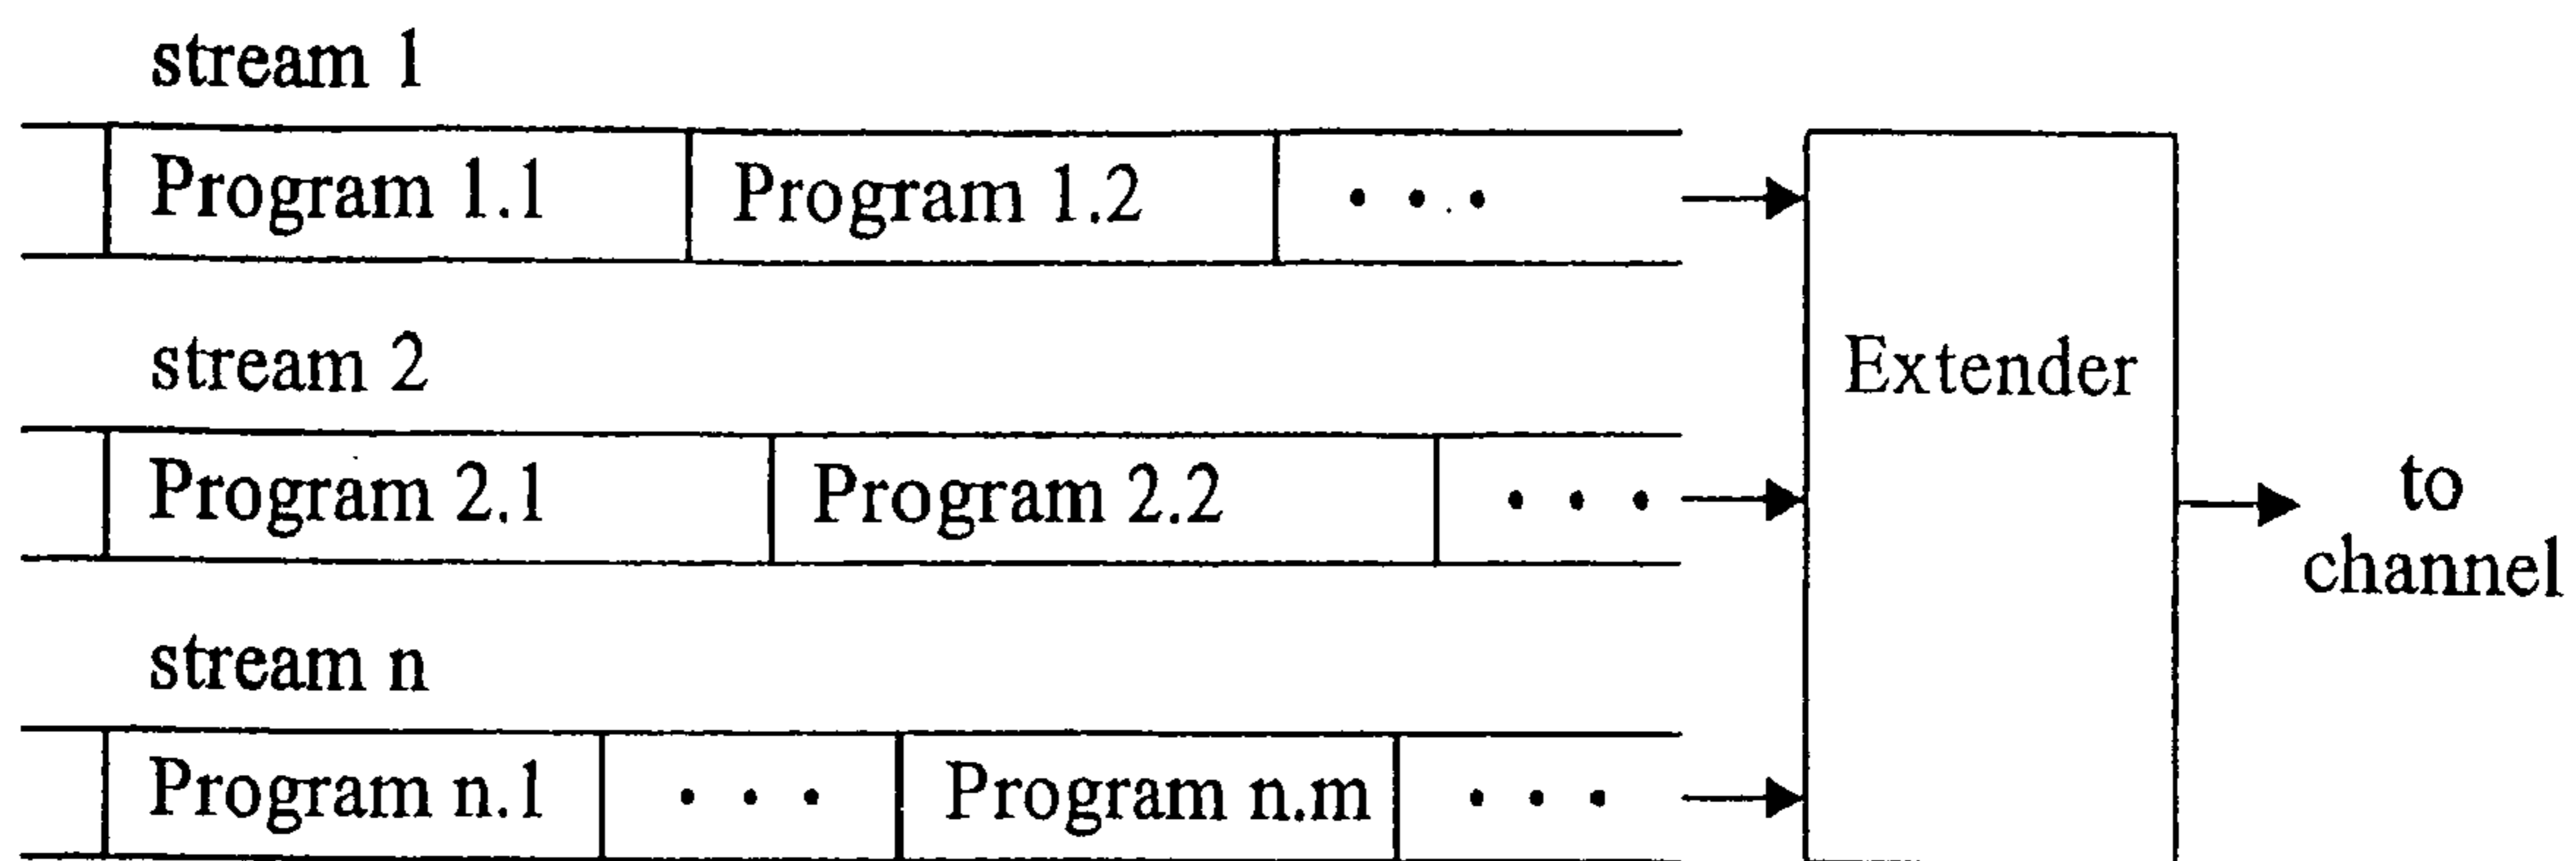 stream 1
Program 1.1 Program 1.2 • • •
stream 2
Program 2.1 Program 2.2 • • •
stream n
Program n.1 • • • Program n.m • • •
Extender
to
channel